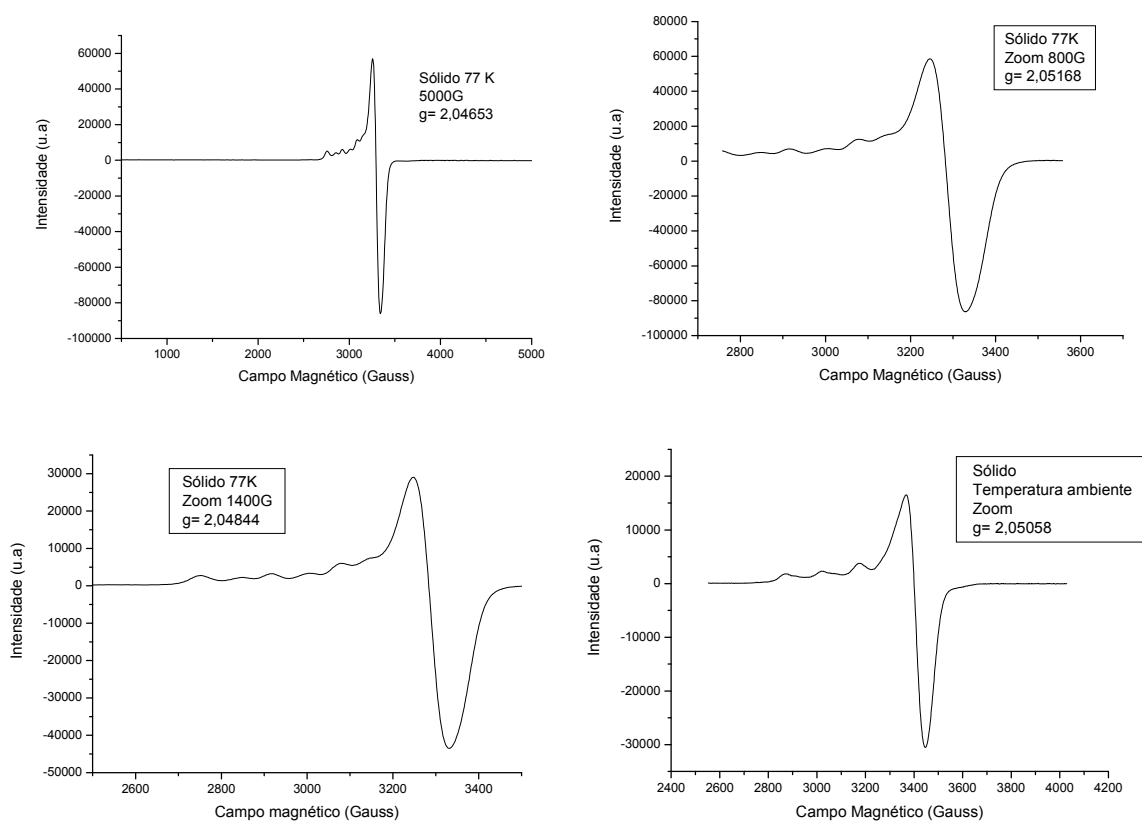 60000
40000
20000
0
-20000
-40000
-60000
-80000
-100000
Intensidade (u.a)
1000
2000
3000
4000
5000
Campo Magnético (Gauss)
Sólido 77 K
5000G
g= 2,04653
80000
60000
40000
20000
0
-20000
-40000
-60000
-80000
-100000
Intensidade (u.a)
2800
3000
3200
3400
3600
Campo Magnético (Gauss)
Sólido 77K
Zoom 800G
g= 2,05168
30000
20000
10000
0
-10000
-20000
-30000
-40000
-50000
Intensidade (u.a)
2600
2800
3000
3200
3400
Campo magnético (Gauss)
Sólido 77K
Zoom 1400G
g= 2,04844
20000
10000
0
-10000
-20000
-30000
Intensidade (u.a)
2400
2600
2800
3000
3200
3400
3600
3800
4000
4200
Campo Magnético (Gauss)
Sólido
Temperatura ambiente
Zoom
g= 2,05058